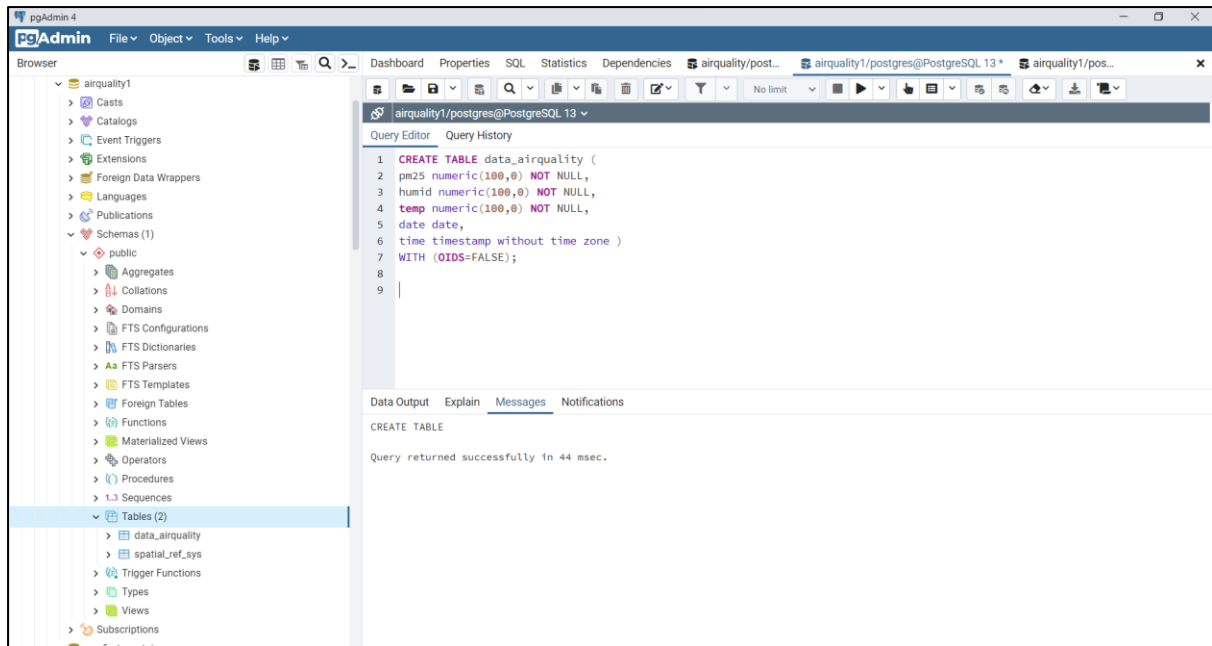 pgAdmin 4
pgAdmin File Object Tools Help
Browser
Dashboard Properties SQL Statistics Dependencies airquality/post... airquality1/postgres@PostgreSQL 13 * airquality1/pos...
No limit
airquality1/postgres@PostgreSQL 13
Query Editor Query History
airquality1
Casts
Catalogs
Event Triggers
Extensions
Foreign Data Wrappers
Languages
Publications
Schemas (1)
public
Aggregates
Collations
Domains
FTS Configurations
FTS Dictionaries
Aa FTS Parsers
FTS Templates
Foreign Tables
Functions
Materialized Views
Operators
Procedures
1..3 Sequences
Tables (2)
data_airquality
spatial_ref_sys
Trigger Functions
Types
Views
Subscriptions
1 CREATE TABLE data_airquality (
2 pm25 numeric(100,0) NOT NULL,
3 humid numeric(100,0) NOT NULL,
4 temp numeric(100,0) NOT NULL,
5 date date,
6 time timestamp without time zone )
7 WITH (OIDS=FALSE);
8
9
Data Output Explain Messages Notifications
CREATE TABLE
Query returned successfully in 44 msec.